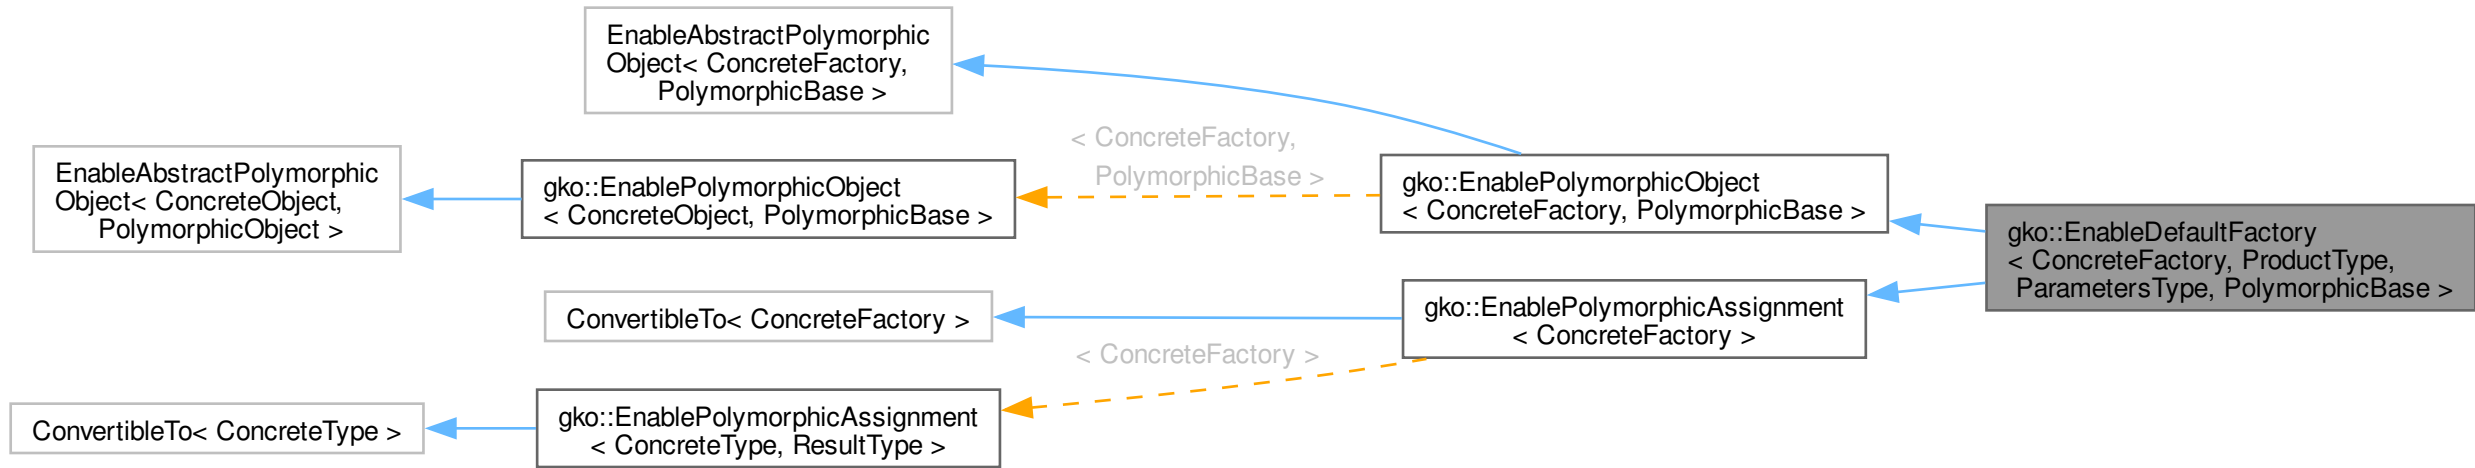 EnableAbstractPolymorphic
Object< ConcreteFactory,
PolymorphicBase >
< ConcreteFactory,
PolymorphicBase >
EnableAbstractPolymorphic
Object< ConcreteObject,
PolymorphicObject >
gko::EnablePolymorphicObject
< ConcreteObject, PolymorphicBase >
gko::EnablePolymorphicObject
< ConcreteFactory, PolymorphicBase >
gko::EnableDefaultFactory
< ConcreteFactory, ProductType,
ParametersType, PolymorphicBase >
ConvertibleTo< ConcreteFactory >
gko::EnablePolymorphicAssignment
< ConcreteFactory >
< ConcreteFactory >
ConvertibleTo< ConcreteType >
gko::EnablePolymorphicAssignment
< ConcreteType, ResultType >